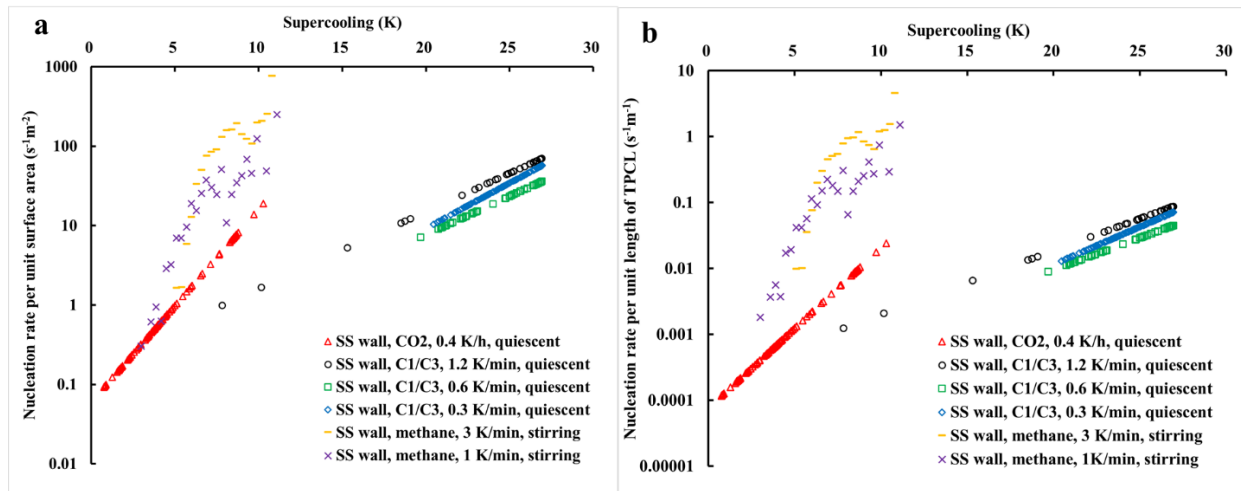 a
Supercooling (K)
0 5 10 15 20 25 30
Nucleation rate per unit surface area (s⁻¹m⁻²)
1000
100
10
1
0.1
0.01
SS wall, CO2, 0.4 K/h, quiescent
SS wall, C1/C3, 1.2 K/min, quiescent
SS wall, C1/C3, 0.6 K/min, quiescent
SS wall, C1/C3, 0.3 K/min, quiescent
SS wall, methane, 3 K/min, stirring
SS wall, methane, 1 K/min, stirring
b
Supercooling (K)
0 5 10 15 20 25 30
Nucleation rate per unit length of TPCL (s⁻¹m⁻¹)
10
1
0.1
0.01
0.001
0.0001
0.00001
SS wall, CO2, 0.4 K/h, quiescent
SS wall, C1/C3, 1.2 K/min, quiescent
SS wall, C1/C3, 0.6 K/min, quiescent
SS wall, C1/C3, 0.3 K/min, quiescent
SS wall, methane, 3 K/min, stirring
SS wall, methane, 1K/min, stirring